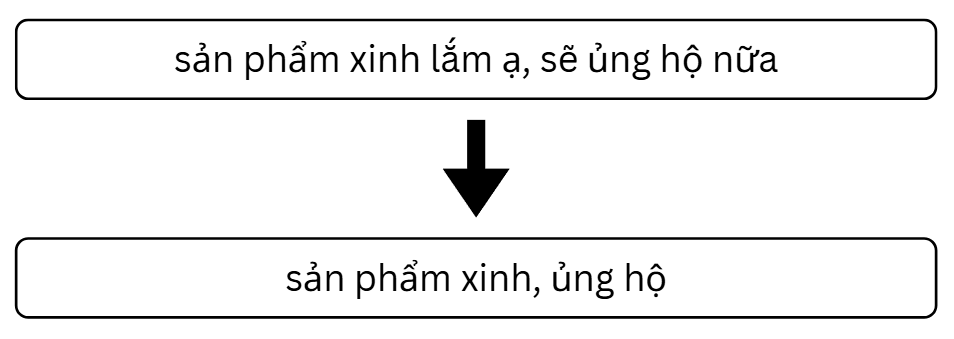 sản phẩm xinh lắm ạ, sẽ ủng hộ nữa
sản phẩm xinh, ủng hộ